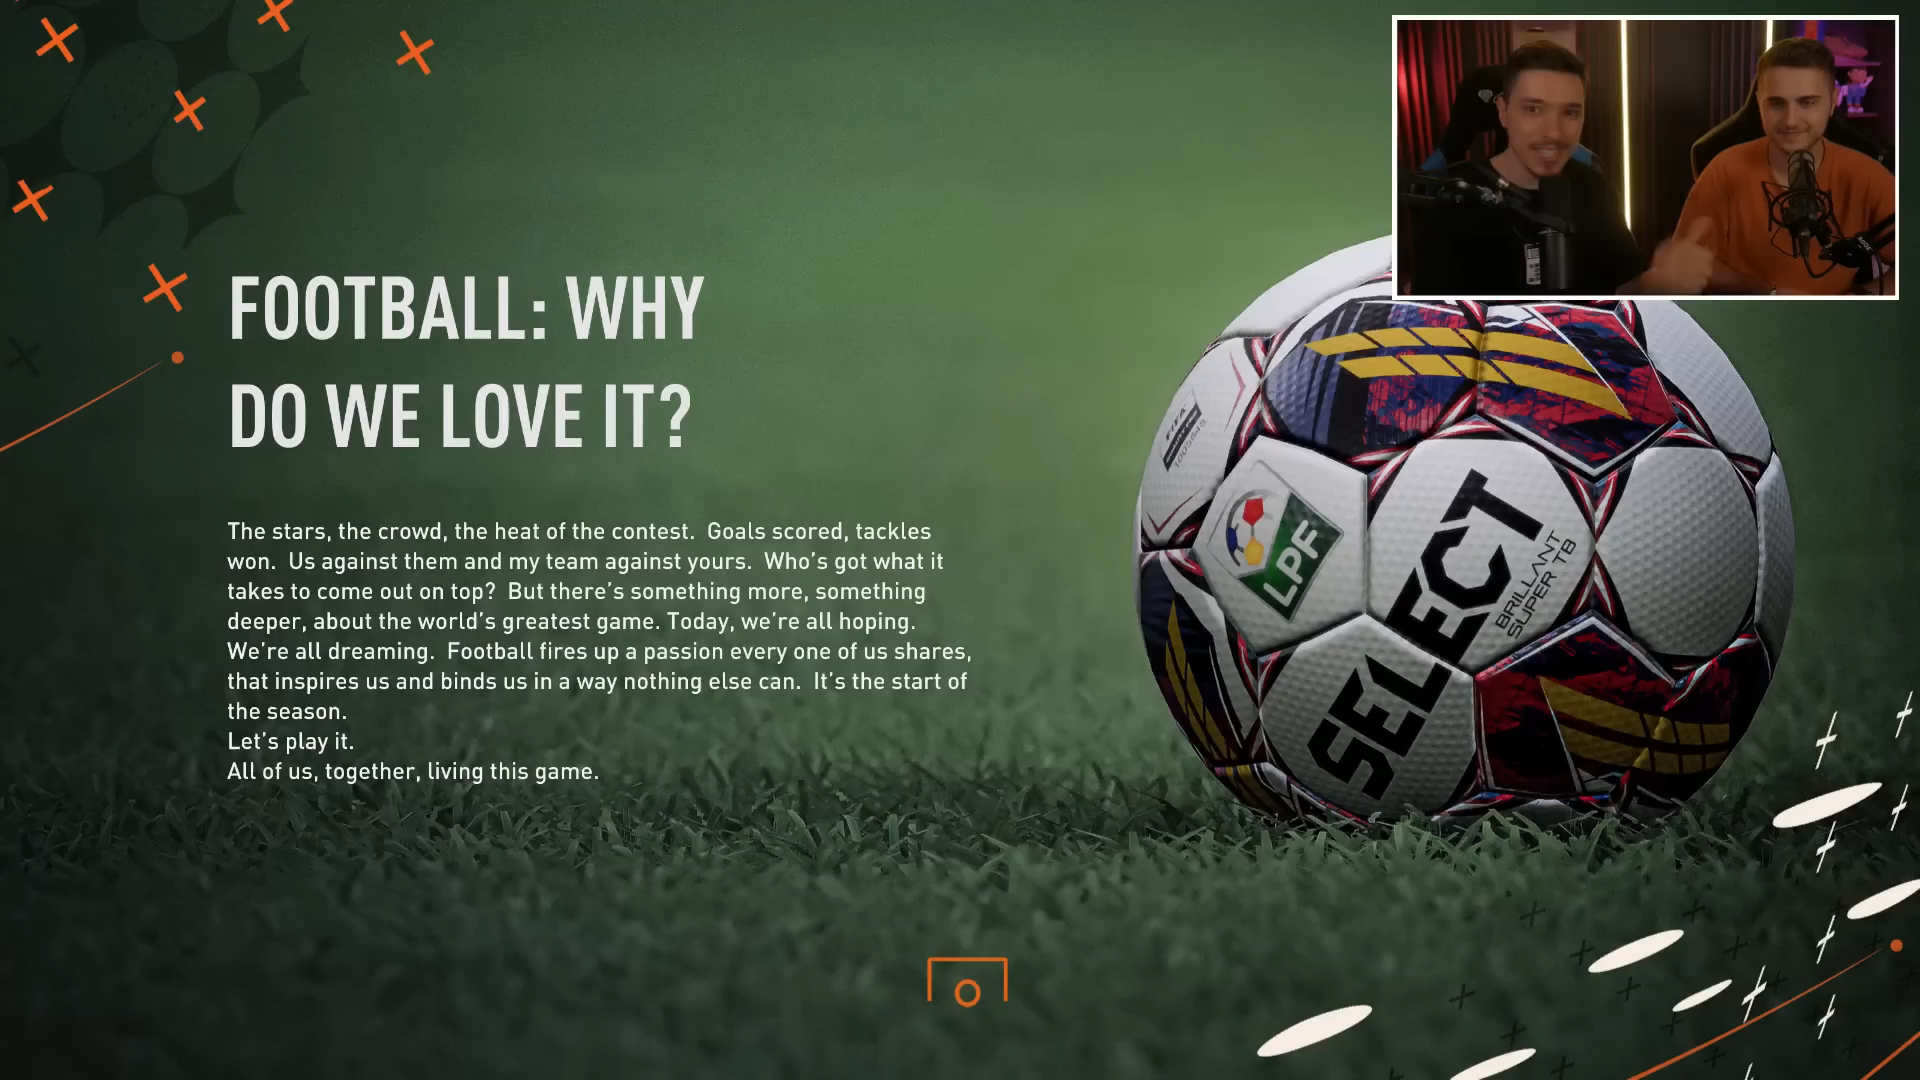 FOOTBALL: WHY
DO WE LOVE IT?
The stars, the crowd, the heat of the contest.  Goals scored, tackles
won.  Us against them and my team against yours.  Who's got what it
takes to come out on top?  But there's something more, something
deeper, about the world's greatest game. Today, we're all hoping.
We're all dreaming.  Football fires up a passion every one of us shares,
that inspires us and binds us in a way nothing else can.  It's the start of
the season.
Let's play it.
All of us, together, living this game.
FIFA
LPF
SELECT
BRILLANT
SUPER TB
SELECT